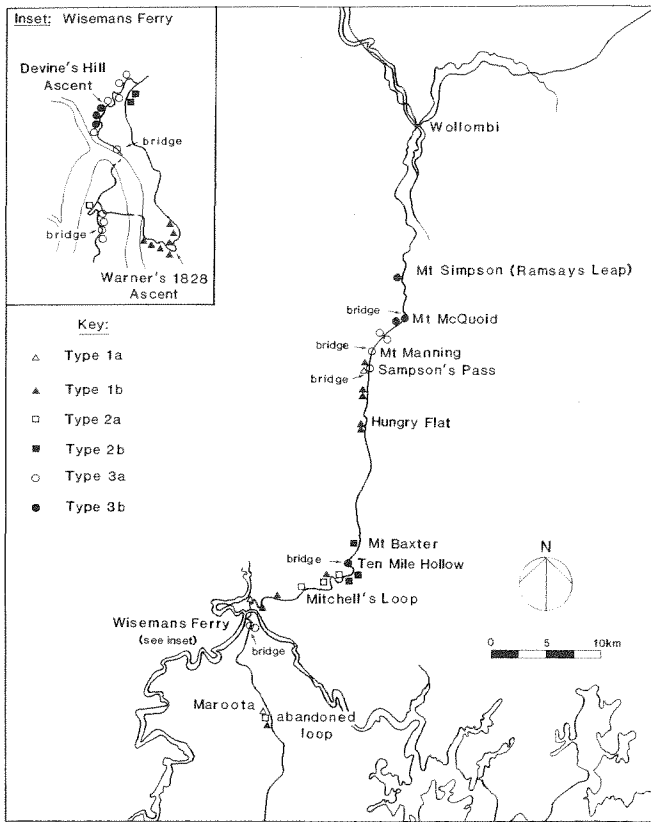 Inset: Wisemans Ferry
Devine's Hill
Ascent
bridge
bridge
Warner's 1828
Ascent
Key:
Type 1a
Type 1b
Type 2a
Type 2b
Type 3a
Type 3b
Wollombi
Mt Simpson (Ramsays Leap)
bridge
Mt McQuoid
bridge
Mt Manning
Sampson's Pass
bridge
Hungry Flat
Mt Baxter
bridge
Ten Mile Hollow
Mitchell's Loop
Wisemans Ferry
(see inset)
bridge
Maroota
abandoned
loop
N
0 5 10km